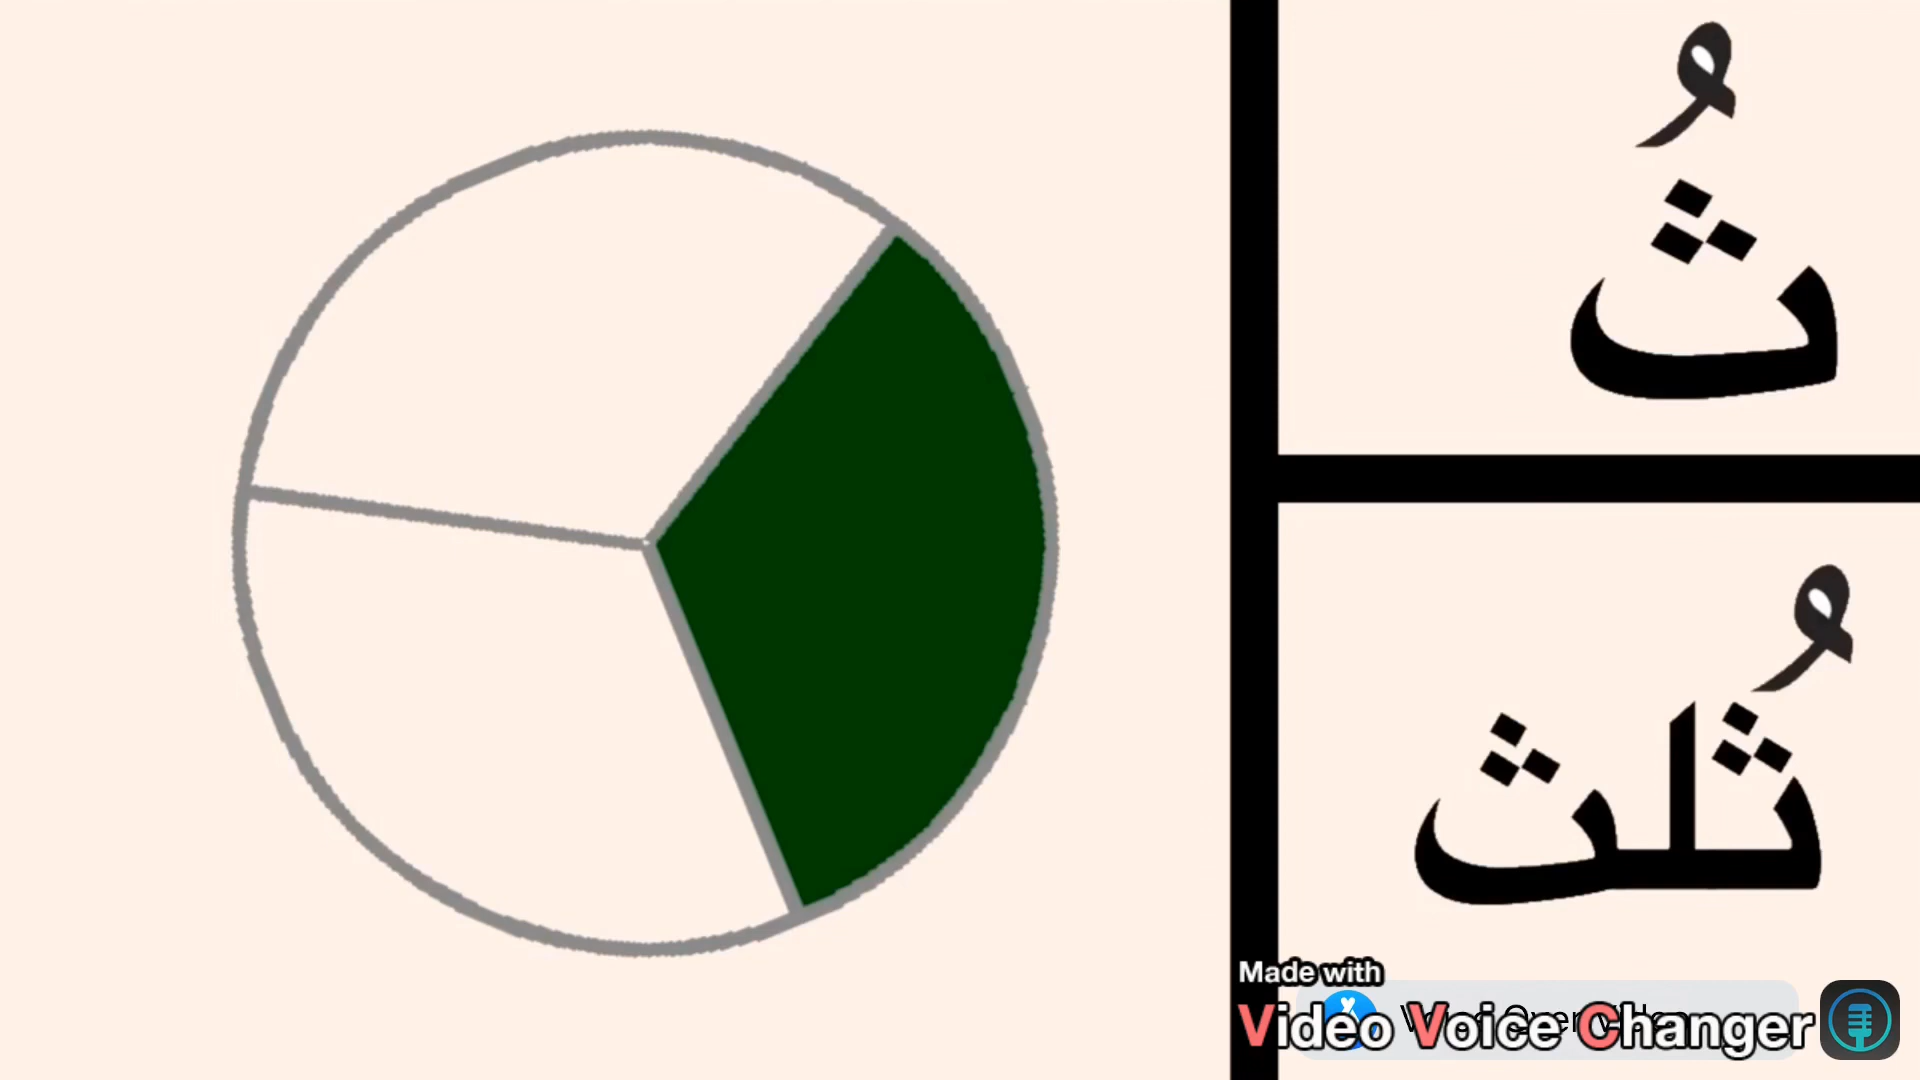 ثُ
ثُلث
Made with
Video Voice Changer